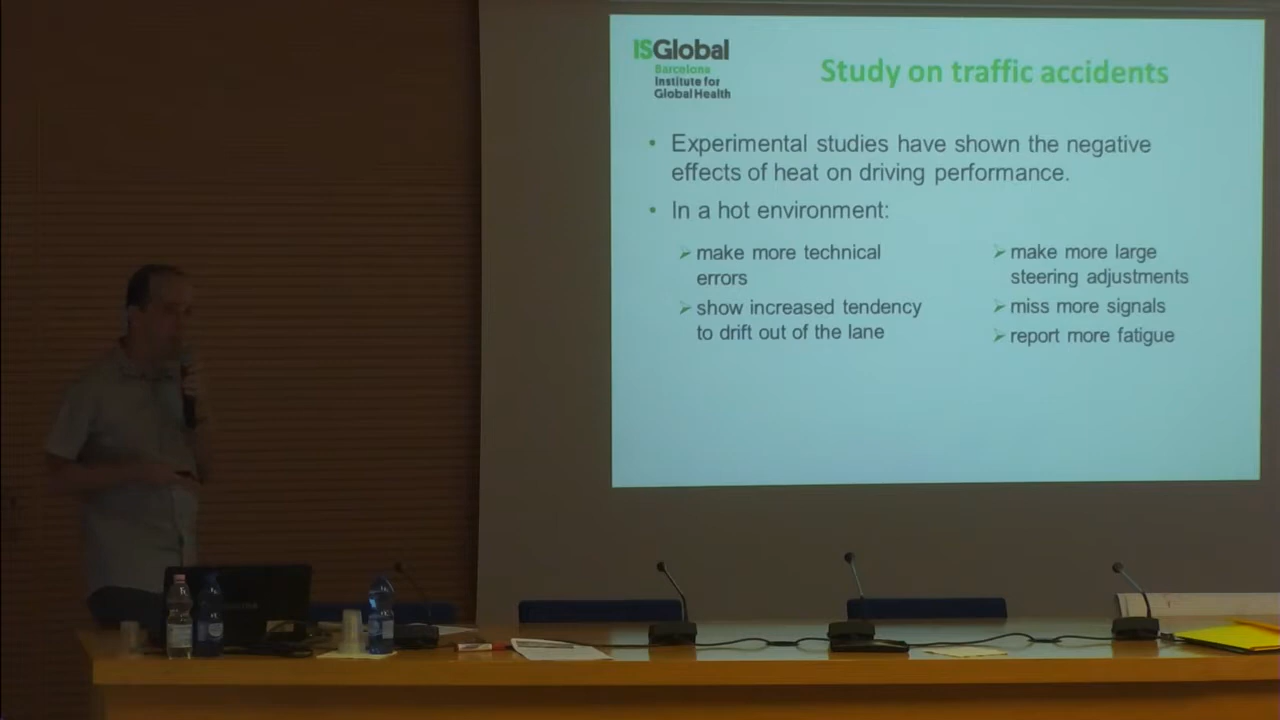 ISGlobal
Barcelona
Institute for
Global Health
Study on traffic accidents
• Experimental studies have shown the negative
effects of heat on driving performance.
• In a hot environment:
➢ make more technical
errors
➢ show increased tendency
to drift out of the lane
➢ make more large
steering adjustments
➢ miss more signals
➢ report more fatigue